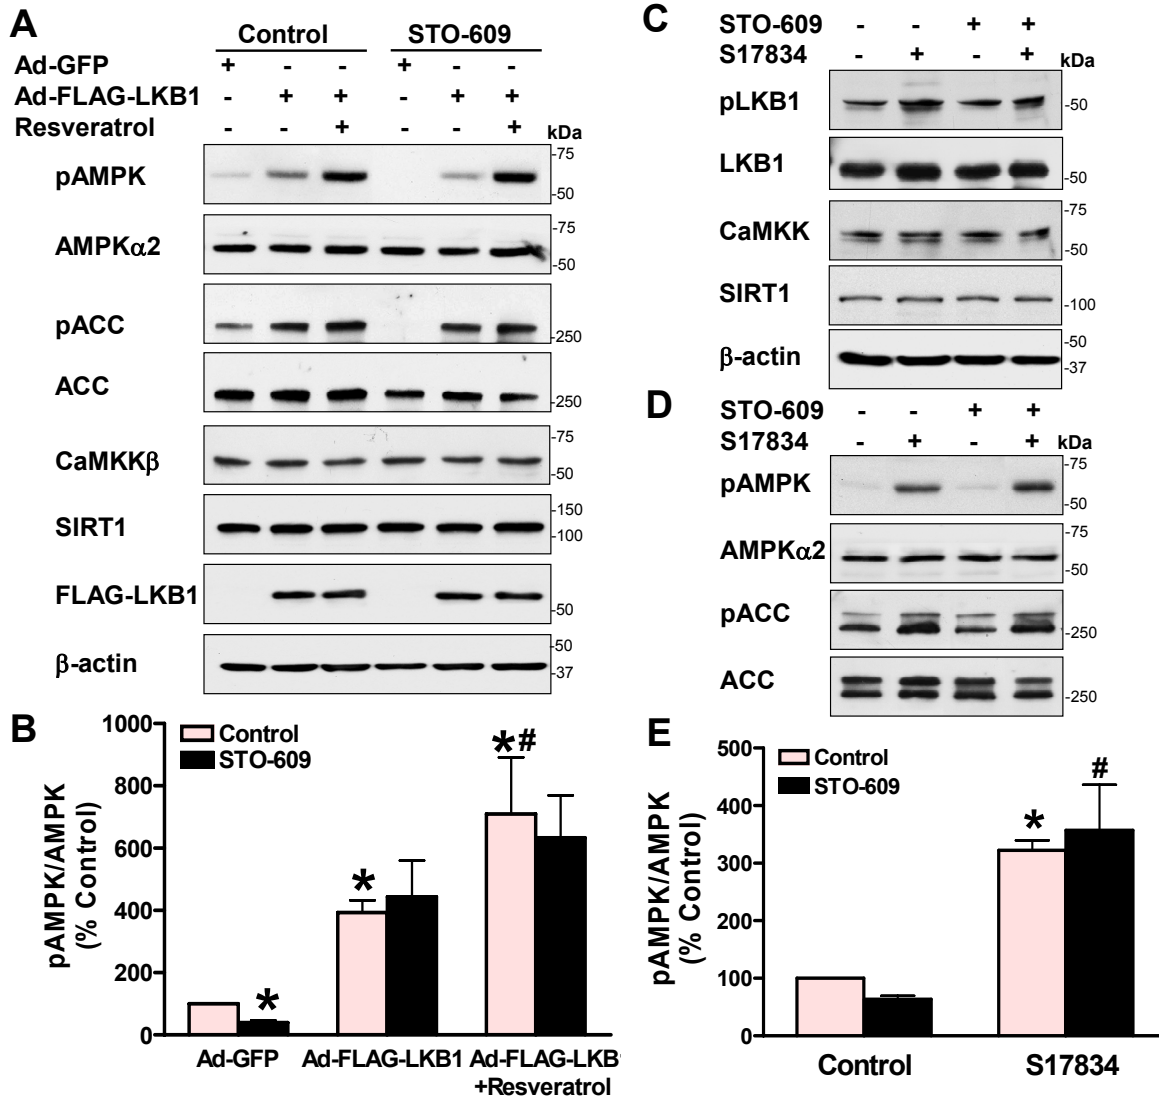 A
Control STO-609
Ad-GFP + - - + - -
Ad-FLAG-LKB1 - + + - + +
Resveratrol - - + - - + kDa
pAMPK -75
-50
AMPKα2 -75
-50
pACC -250
ACC -250
CaMKKβ -75
-50
SIRT1 -150
-100
FLAG-LKB1 -50
β-actin -50
-37
B
pAMPK/AMPK
(% Control)
1000
800
600
400
200
0
Control
STO-609
*
*
*#
Ad-GFP Ad-FLAG-LKB1 Ad-FLAG-LKB
+Resveratrol
C
STO-609 - - + +
S17834 - + - + kDa
pLKB1 -50
LKB1 -50
CaMKK -75
-50
SIRT1 -100
β-actin -50
-37
D
STO-609 - - + +
S17834 - + - + kDa
pAMPK -75
-50
AMPKα2 -75
-50
pACC -250
ACC -250
E
pAMPK/AMPK
(% Control)
500
400
300
200
100
0
Control
STO-609
*
#
Control S17834